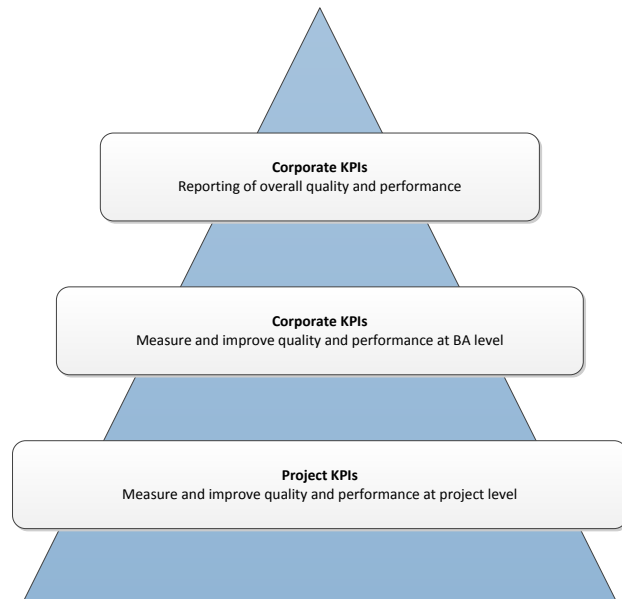 Corporate KPIs
Reporting of overall quality and performance
Corporate KPIs
Measure and improve quality and performance at BA level
Project KPIs
Measure and improve quality and performance at project level